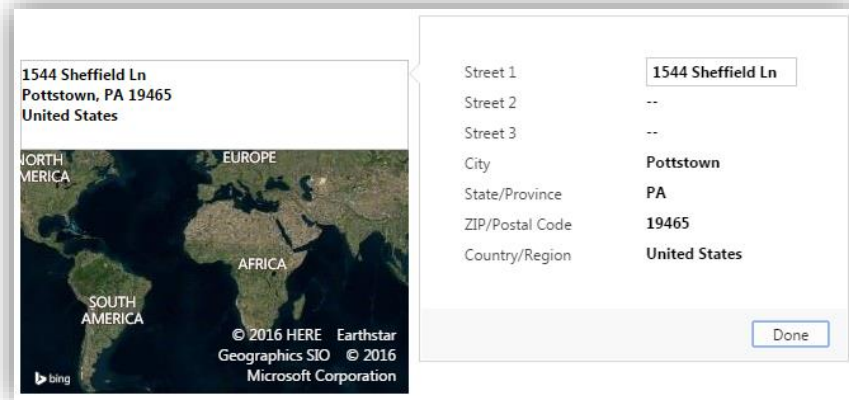 1544 Sheffield Ln
Pottstown, PA 19465
United States
NORTH
AMERICA
EUROPE
AFRICA
SOUTH
AMERICA
© 2016 HERE Earthstar
Geographics SIO © 2016
Microsoft Corporation
bing
Street 1 1544 Sheffield Ln
Street 2 --
Street 3 --
City Pottstown
State/Province PA
ZIP/Postal Code 19465
Country/Region United States
Done